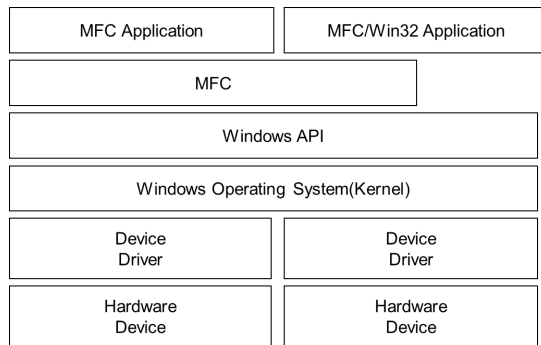 MFC Application
MFC/Win32 Application
MFC
Windows API
Windows Operating System(Kernel)
Device
Driver
Device
Driver
Hardware
Device
Hardware
Device